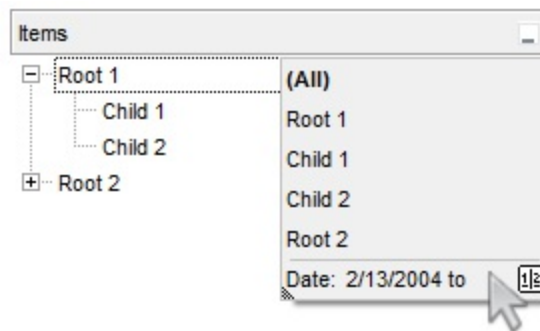 Items
Root 1
Child 1
Child 2
Root 2
(All)
Root 1
Child 1
Child 2
Root 2
Date: 2/13/2004 to